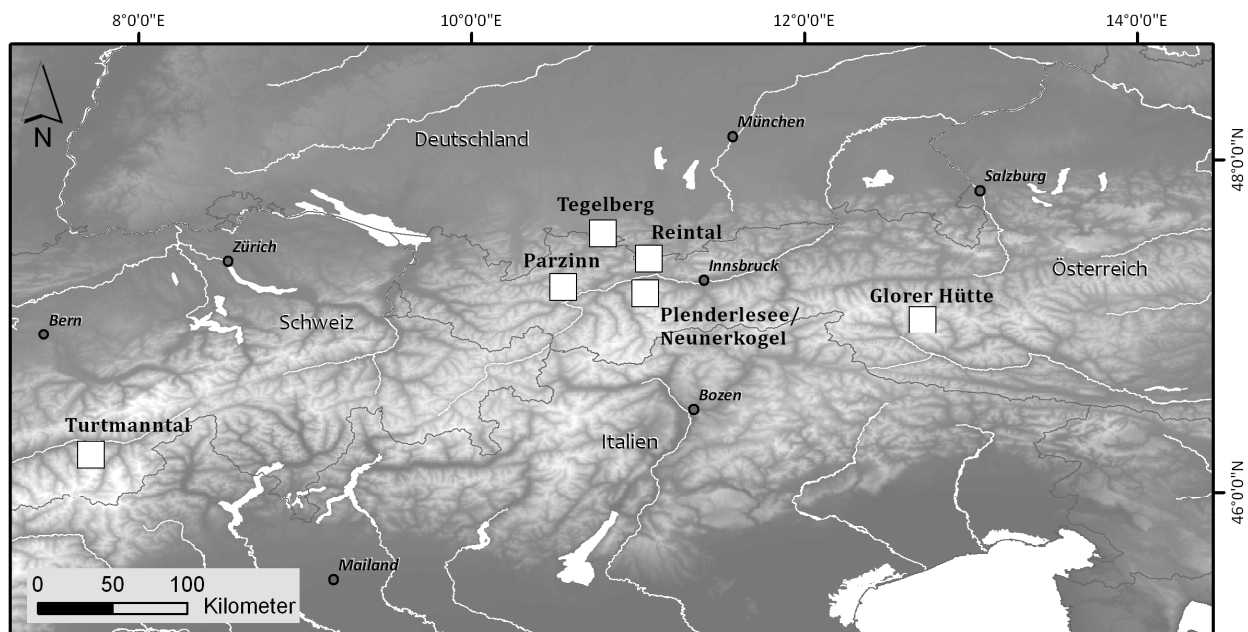 8°0'0"E
10°0'0"E
12°0'0"E
14°0'0"E
N
München
Deutschland
48°0'0"N
Salzburg
Tegelberg
Reintal
Zürich
Parzinn
Innsbruck
Österreich
Glorer Hütte
Bern
Schweiz
Plenderlesee/
Neunerkogel
Bozen
Turtmanntal
Italien
46°0'0"N
Mailand
0 50 100
Kilometer